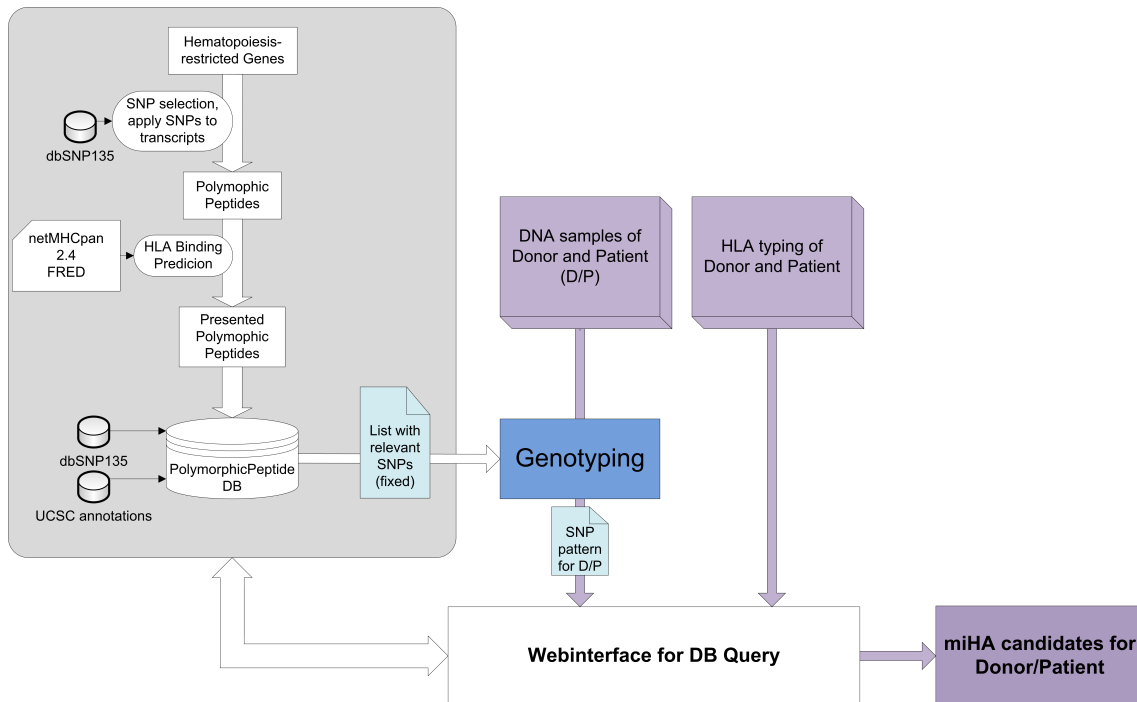 Hematopoiesis-
restricted Genes
SNP selection,
apply SNPs to
transcripts
dbSNP135
Polymophic
Peptides
netMHCpan
2.4
FRED
HLA Binding
Predicion
Presented
Polymophic
Peptides
dbSNP135
UCSC annotations
PolymorphicPeptide
DB
List with
relevant
SNPs
(fixed)
DNA samples of
Donor and Patient
(D/P)
HLA typing of
Donor and Patient
Genotyping
SNP
pattern
for D/P
Webinterface for DB Query
miHA candidates for
Donor/Patient